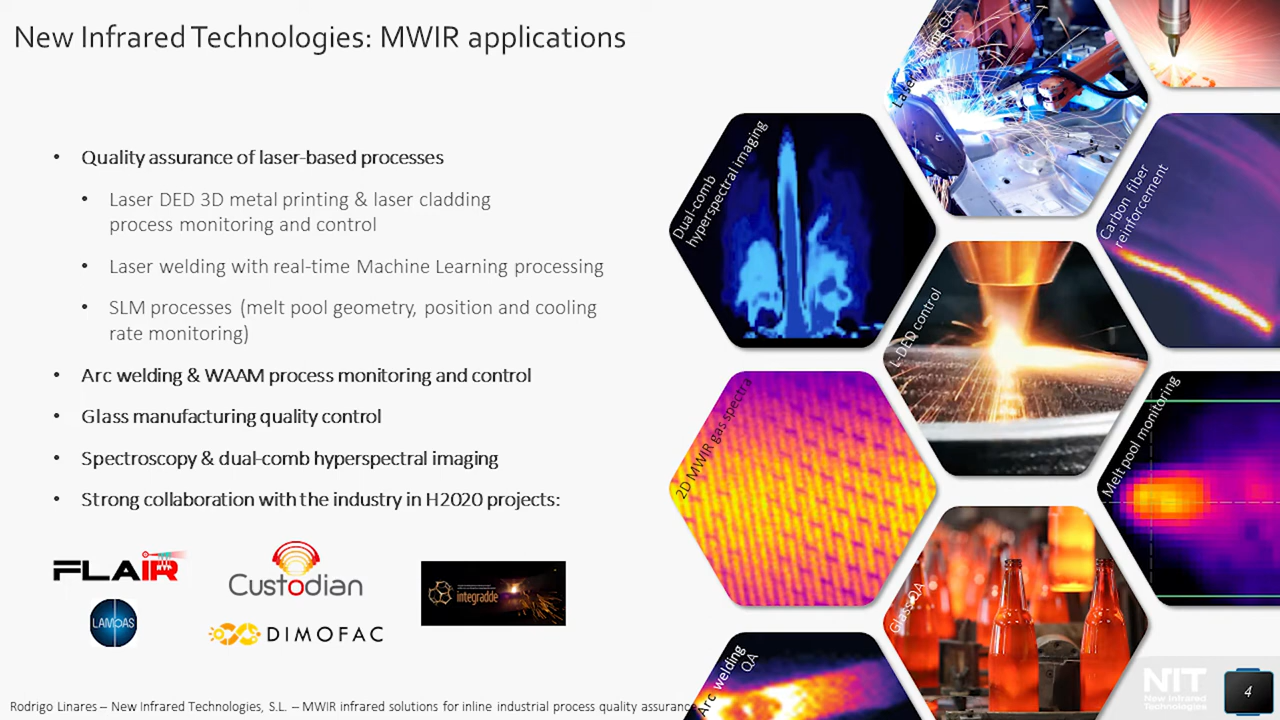 New Infrared Technologies: MWIR applications
• Quality assurance of laser-based processes
• Laser DED 3D metal printing & laser cladding
process monitoring and control
• Laser welding with real-time Machine Learning processing
• SLM processes (melt pool geometry, position and cooling
rate monitoring)
• Arc welding & WAAM process monitoring and control
• Glass manufacturing quality control
• Spectroscopy & dual-comb hyperspectral imaging
• Strong collaboration with the industry in H2020 projects:
FLAIR
Custodian
integradde
LAMpAS
DIMOFAC
Laser welding QA
Dual-comb
hyperspectral imaging
Carbon fiber
reinforcement
L-DED control
2D MWIR gas spectra
Melt pool monitoring
Glass QA
Arc welding
QA
NIT
New Infrared
Technologies
4
Rodrigo Linares – New Infrared Technologies, S.L. – MWIR infrared solutions for the industrial process quality assurance